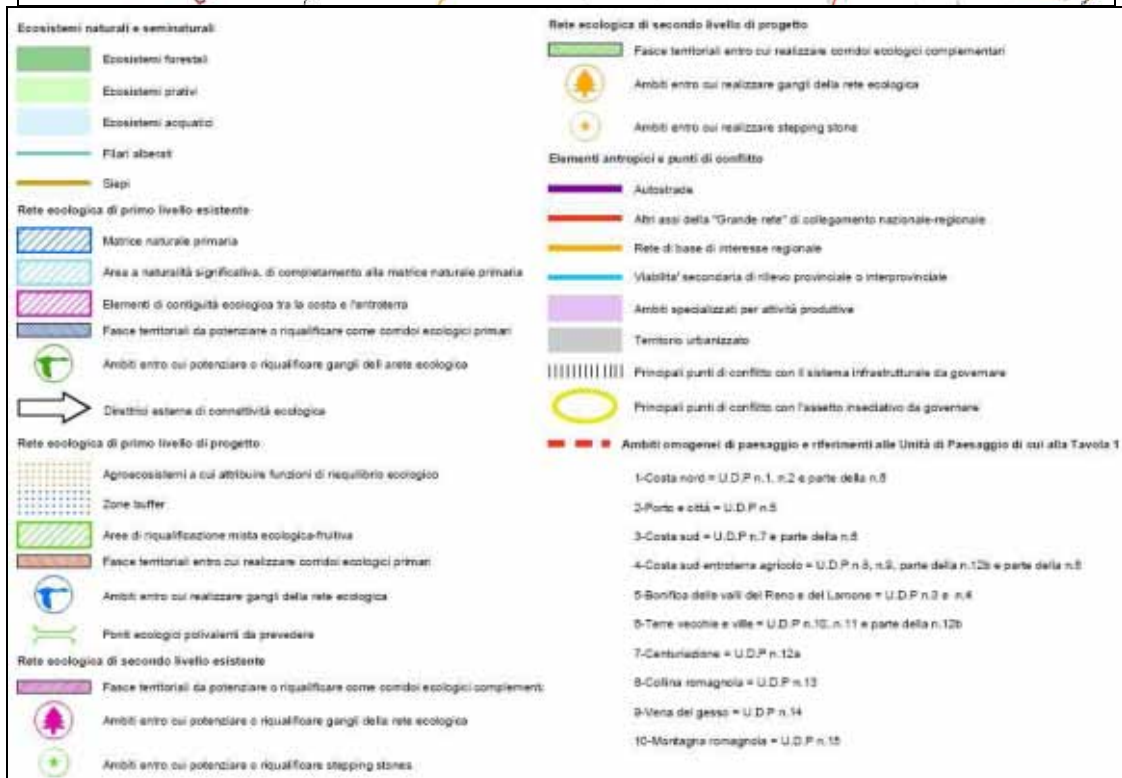 Ecosistemi naturali e seminaturali
Ecosistemi forestali
Ecosistemi prativi
Ecosistemi acquatici
Filari alberati
Siepi
Rete ecologica di primo livello esistente
Matrice naturale primaria
Area a naturalità significativa, di completamento alla matrice naturale primaria
Elementi di contiguità ecologica tra la costa e l'entroterra
Fasce territoriali da potenziare o riqualificare come corridoi ecologici primari
Ambiti entro cui potenziare o riqualificare gangli dell arete ecologica
Direttrici esterne di connettività ecologica
Rete ecologica di primo livello di progetto
Agroecosistemi a cui attribuire funzioni di riequilibrio ecologico
Zone buffer
Aree di riqualificazione mista ecologica-fruitiva
Fasce territoriali entro cui realizzare corridoi ecologici primari
Ambiti entro cui realizzare gangli della rete ecologica
Ponti ecologici polivalenti da prevedere
Rete ecologica di secondo livello esistente
Fasce territoriali da potenziare o riqualificare come corridoi ecologici complementi
Ambiti entro cui potenziare o riqualificare gangli della rete ecologica
Ambiti entro cui potenziare o riqualificare stepping stones
Rete ecologica di secondo livello di progetto
Fasce territoriali entro cui realizzare corridoi ecologici complementari
Ambiti entro cui realizzare gangli della rete ecologica
Ambiti entro cui realizzare stepping stone
Elementi antropici e punti di conflitto
Autostrade
Altri assi della "Grande rete" di collegamento nazionale-regionale
Rete di base di interesse regionale
Viabilita' secondaria di rilievo provinciale o interprovinciale
Ambiti specializzati per attività produttive
Territorio urbanizzato
Principali punti di conflitto con il sistema infrastrutturale da governare
Principali punti di conflitto con l'assetto insediativo da governare
Ambiti omogenei di paesaggio e riferimenti alle Unità di Paesaggio di cui alla Tavola 1
1-Costa nord = U.D.P n.1, n.2 e parte della n.6
2-Porto e città = U.D.P n.5
3-Costa sud = U.D.P n.7 e parte della n.6
4-Costa sud entroterra agricolo = U.D.P n.8, n.9, parte della n.12b e parte della n.6
5-Bonifica delle valli del Reno e del Lamone = U.D.P n.3 e n.4
6-Terre vecchie e ville = U.D.P n.10, n.11 e parte della n.12b
7-Centuriazione = U.D.P n.12a
8-Collina romagnola = U.D.P n.13
9-Vena del gesso = U.D.P n.14
10-Montagna romagnola = U.D.P n.15